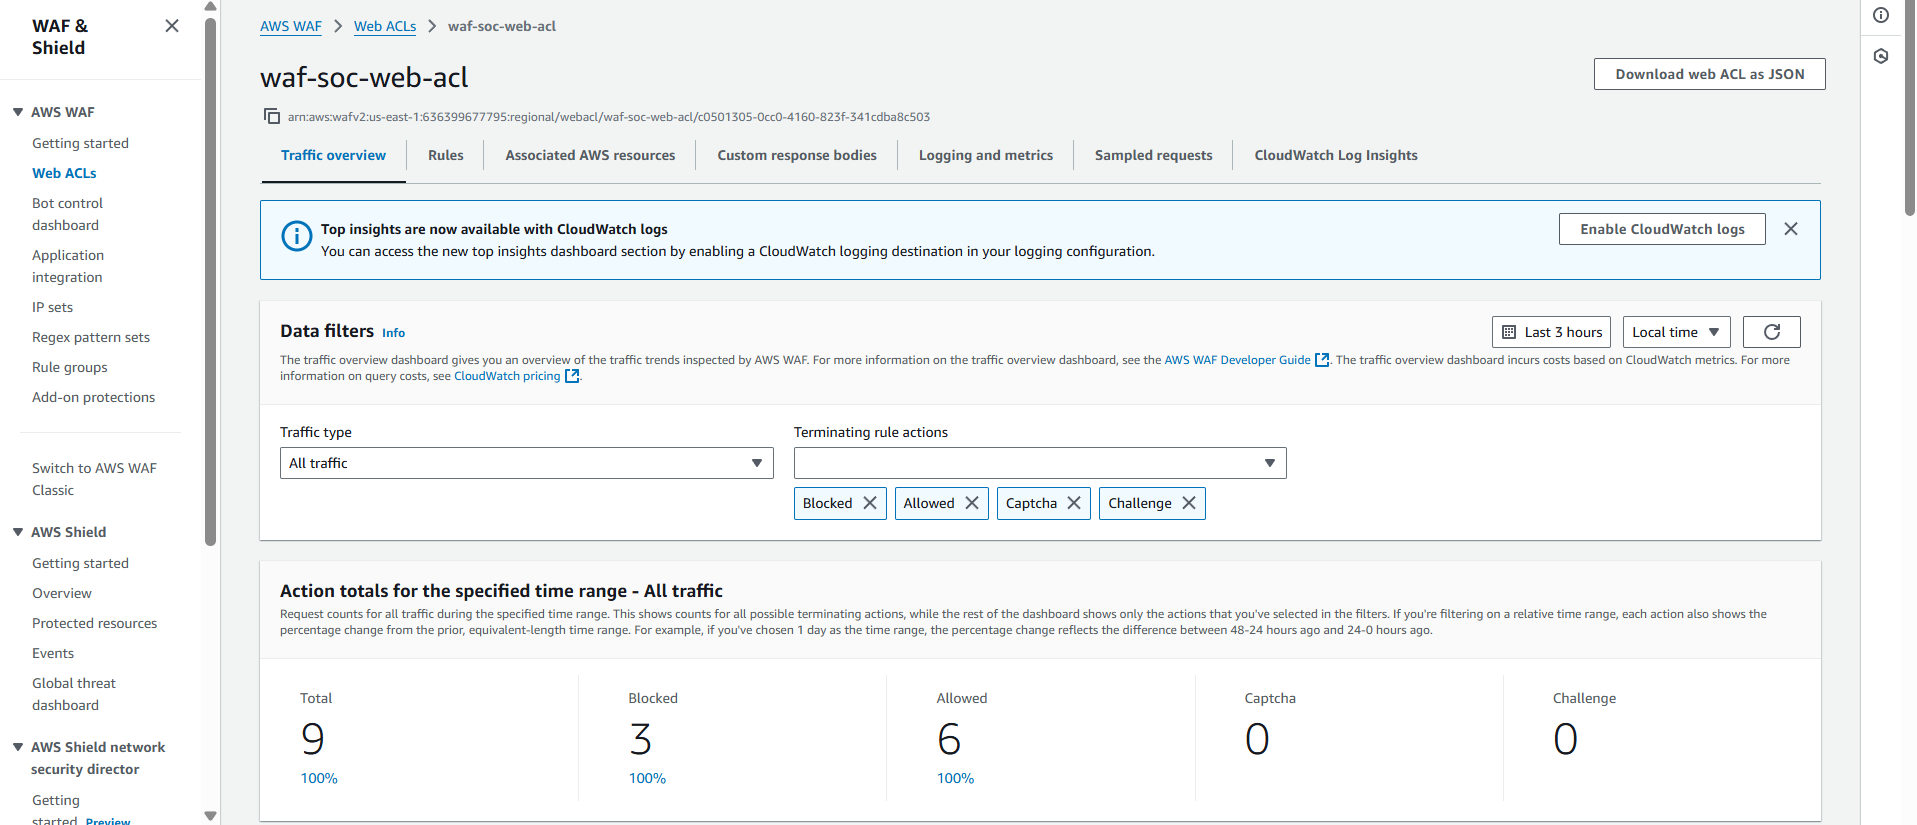 WAF &
Shield
AWS WAF
Getting started
Web ACLs
Bot control
dashboard
Application
integration
IP sets
Regex pattern sets
Rule groups
Add-on protections
Switch to AWS WAF
Classic
AWS Shield
Getting started
Overview
Protected resources
Events
Global threat
dashboard
AWS Shield network
security director
Getting
started Preview
AWS WAF > Web ACLs > waf-soc-web-acl
waf-soc-web-acl
Download web ACL as JSON
arn:aws:wafv2:us-east-1:636399677795:regional/webacl/waf-soc-web-acl/c0501305-0cc0-4160-823f-341cdba8c503
Traffic overview
Rules
Associated AWS resources
Custom response bodies
Logging and metrics
Sampled requests
CloudWatch Log Insights
Top insights are now available with CloudWatch logs
You can access the new top insights dashboard section by enabling a CloudWatch logging destination in your logging configuration.
Enable CloudWatch logs
Data filters Info
Last 3 hours
Local time
The traffic overview dashboard gives you an overview of the traffic trends inspected by AWS WAF. For more information on the traffic overview dashboard, see the AWS WAF Developer Guide. The traffic overview dashboard incurs costs based on CloudWatch metrics. For more
information on query costs, see CloudWatch pricing.
Traffic type
All traffic
Terminating rule actions
Blocked
Allowed
Captcha
Challenge
Action totals for the specified time range - All traffic
Request counts for all traffic during the specified time range. This shows counts for all possible terminating actions, while the rest of the dashboard shows only the actions that you've selected in the filters. If you're filtering on a relative time range, each action also shows the
percentage change from the prior, equivalent-length time range. For example, if you've chosen 1 day as the time range, the percentage change reflects the difference between 48-24 hours ago and 24-0 hours ago.
Total
9
100%
Blocked
3
100%
Allowed
6
100%
Captcha
0
Challenge
0